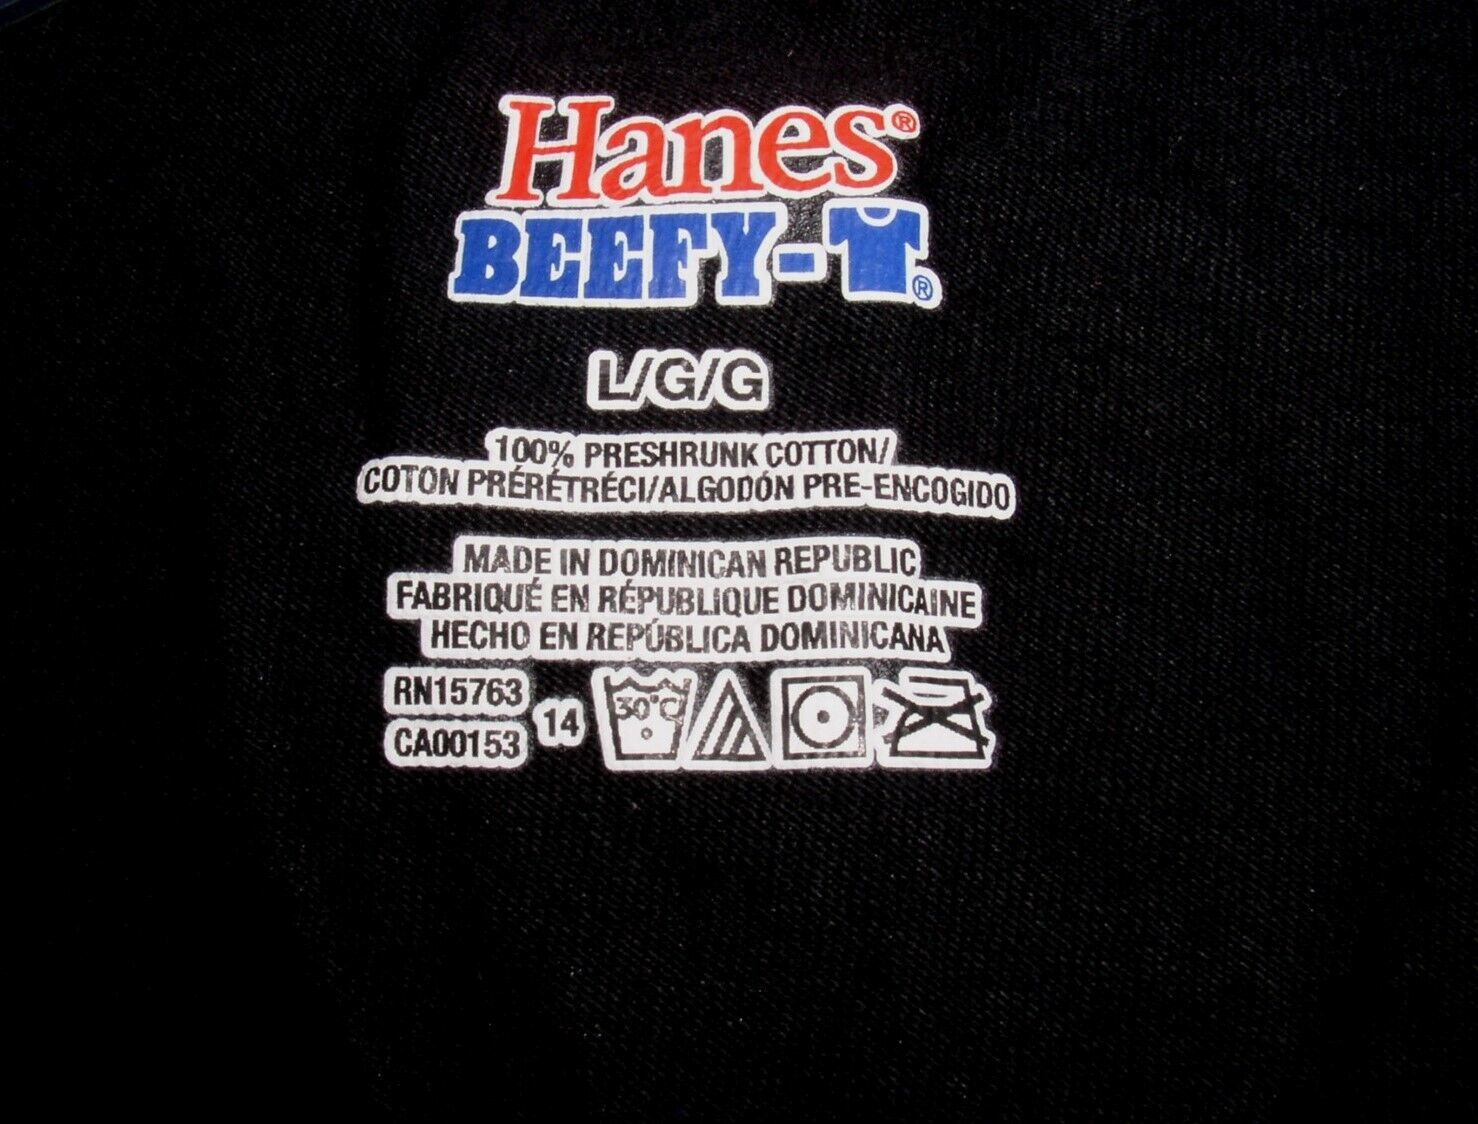 Hanes®
BEEFY-T®
L/G/G
100% PRESHRUNK COTTON/
COTON PRÉRÉTRÉCI/ALGODÓN PRE-ENCOGIDO
MADE IN DOMINICAN REPUBLIC
FABRIQUÉ EN RÉPUBLIQUE DOMINICAINE
HECHO EN REPÚBLICA DOMINICANA
RN15763
CA00153
14
30°C